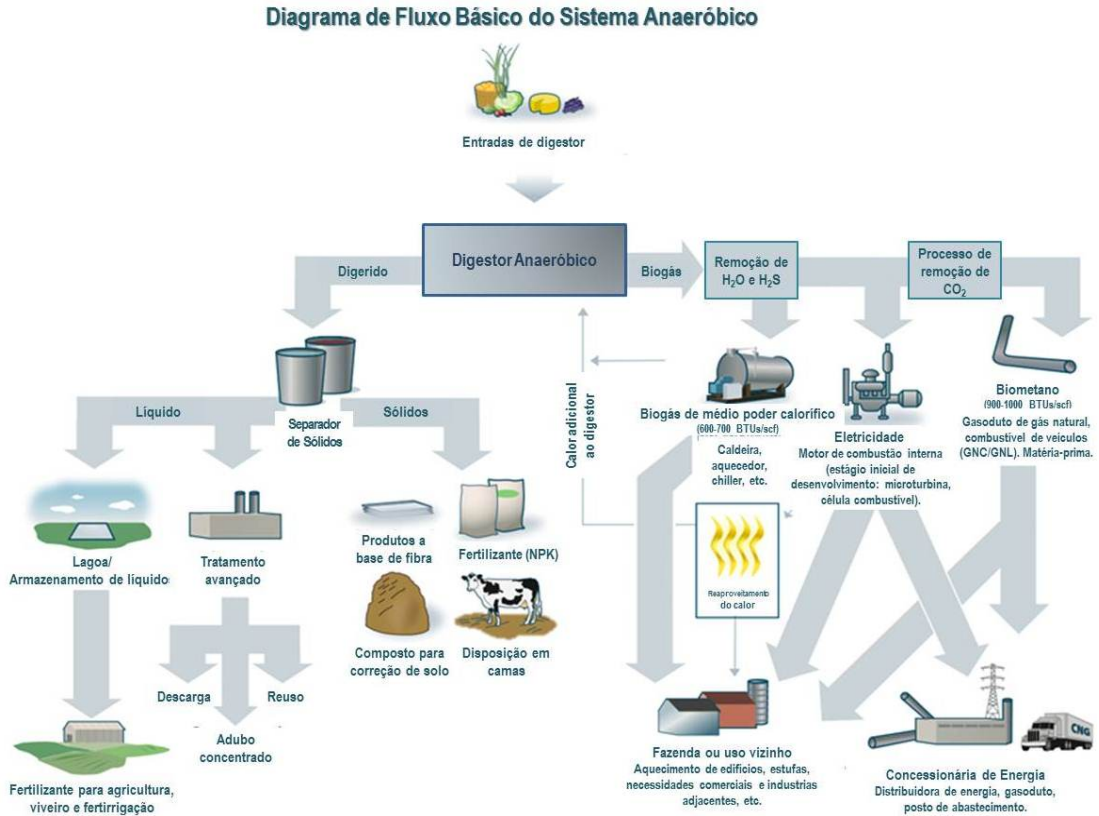 Diagrama de Fluxo Básico do Sistema Anaeróbico
Entradas de digestor
Digestor Anaeróbico
Digerido
Biogás
Remoção de
H₂O e H₂S
Processo de
remoção de
CO₂
Separador
de Sólidos
Líquido
Sólidos
Calor adicional
ao digestor
Biogás de médio poder calorífico
(600-700 BTUs/scf)
Caldeira,
aquecedor,
chiller, etc.
Eletricidade
Motor de combustão interna
(estágio inicial de
desenvolvimento: microturbina,
célula combustível).
Biometano
(900-1000 BTUs/scf)
Gasoduto de gás natural,
combustível de veículos
(GNC/GNL). Matéria-prima.
Lagoa/
Armazenamento de líquido
Tratamento
avançado
Produtos a
base de fibra
Fertilizante (NPK)
Composto para
correção de solo
Disposição em
camas
Reaproveitamento
do calor
Descarga
Reuso
Adubo
concentrado
Fertilizante para agricultura,
viveiro e fertirrigação
Fazenda ou uso vizinho
Aquecimento de edifícios, estufas,
necesidades comerciais e industrias
adjacentes, etc.
CNG
Concessionária de Energia
Distribuidora de energia, gasoduto,
posto de abastecimento.